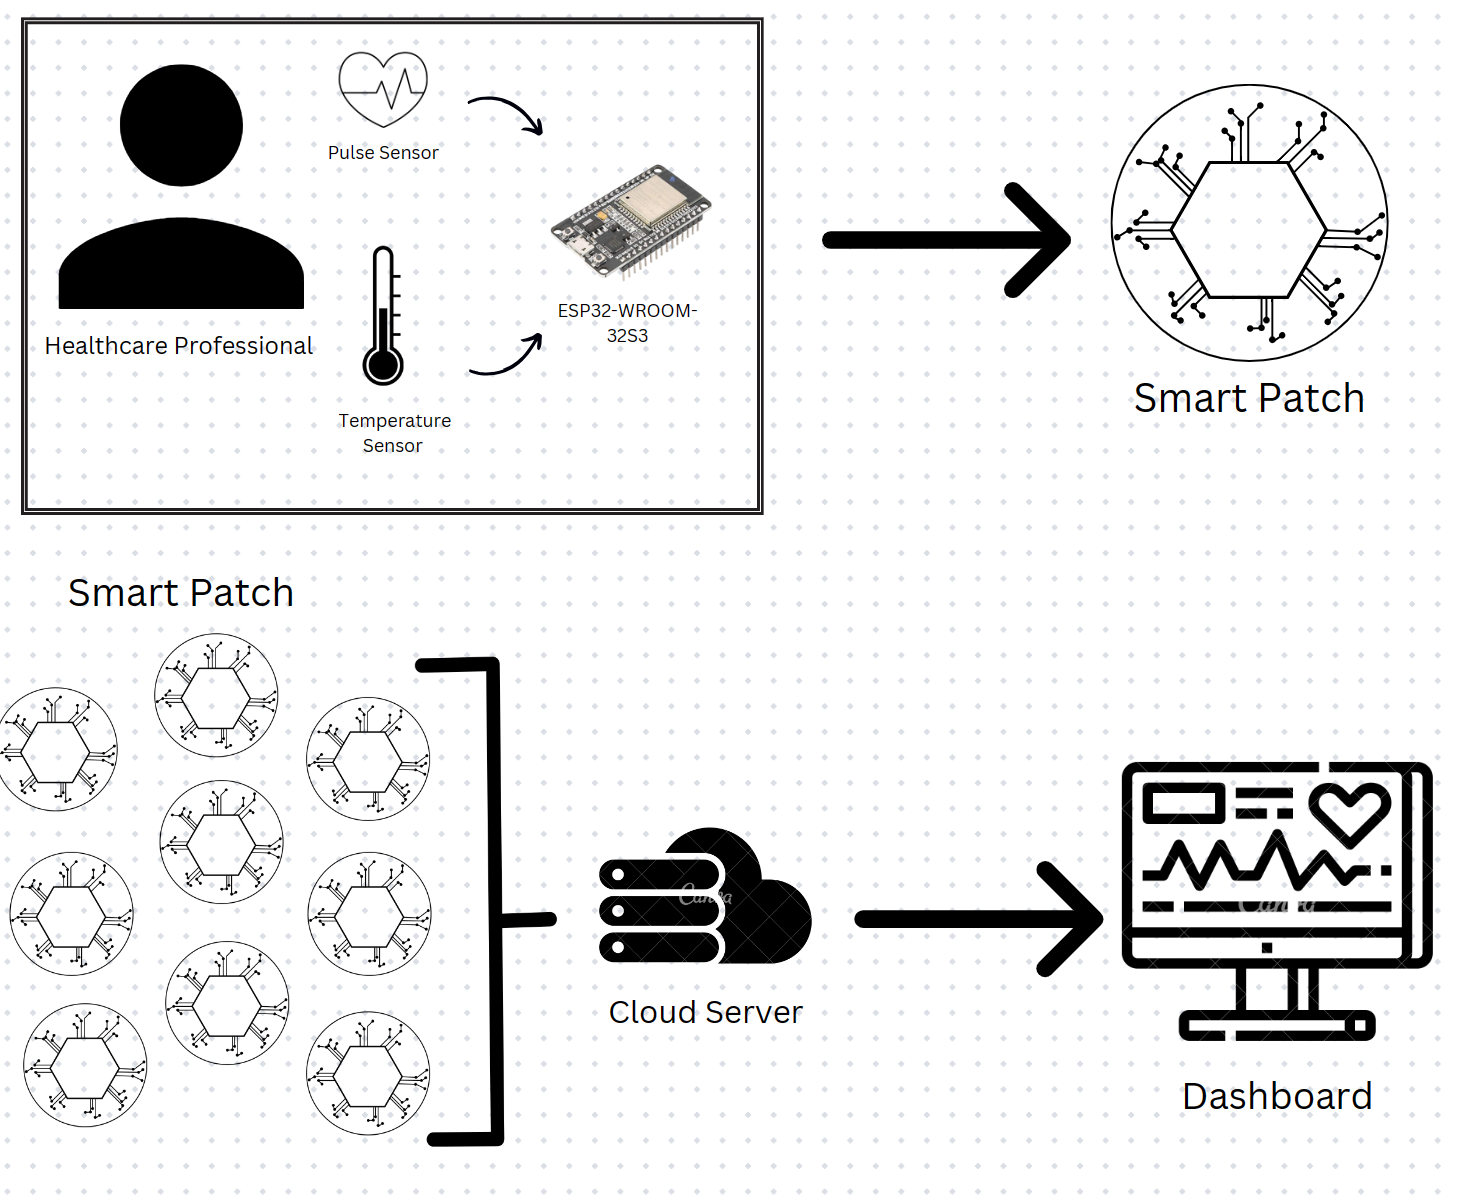 Pulse Sensor
ESP32-WROOM-
32S3
Healthcare Professional
Temperature
Sensor
Smart Patch
Smart Patch
Canva
Canva
Cloud Server
Dashboard